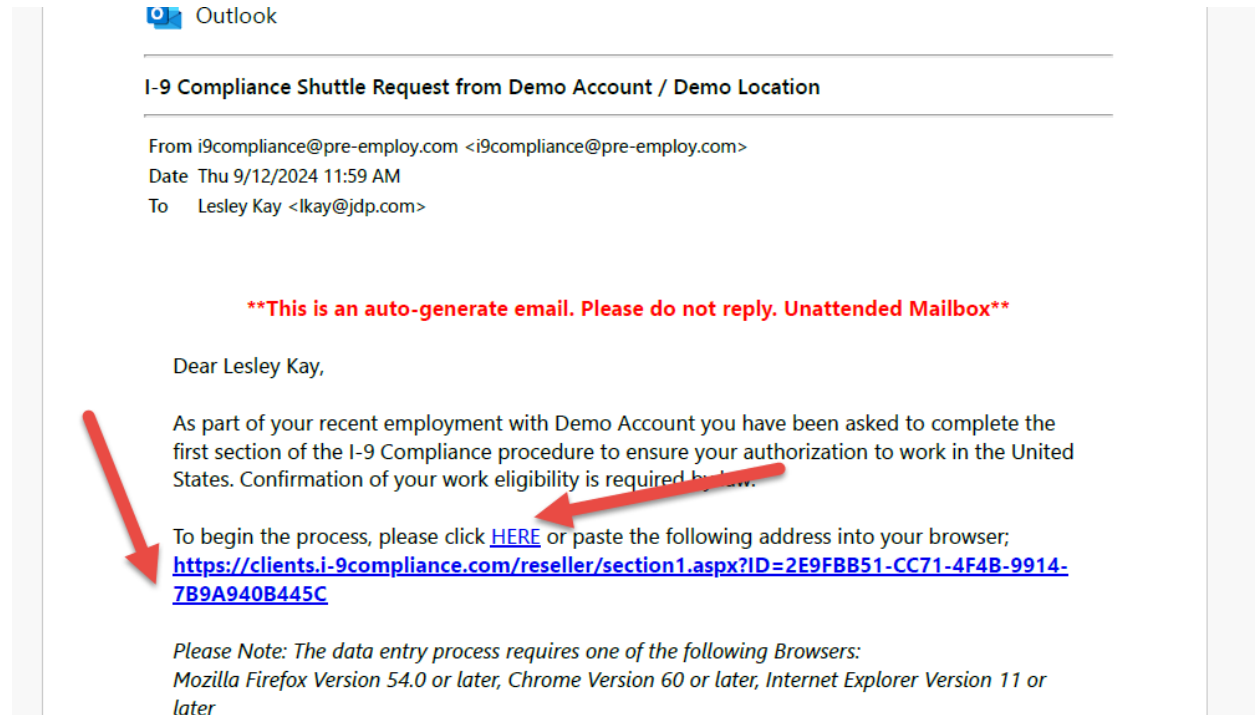 Outlook
I-9 Compliance Shuttle Request from Demo Account / Demo Location
From i9compliance@pre-employ.com <i9compliance@pre-employ.com>
Date Thu 9/12/2024 11:59 AM
To Lesley Kay <lkay@jdp.com>
**This is an auto-generate email. Please do not reply. Unattended Mailbox**
Dear Lesley Kay,
As part of your recent employment with Demo Account you have been asked to complete the
first section of the I-9 Compliance procedure to ensure your authorization to work in the United
States. Confirmation of your work eligibility is required by law.
To begin the process, please click HERE or paste the following address into your browser;
https://clients.i-9compliance.com/reseller/section1.aspx?ID=2E9FBB51-CC71-4F4B-9914-
7B9A940B445C
Please Note: The data entry process requires one of the following Browsers:
Mozilla Firefox Version 54.0 or later, Chrome Version 60 or later, Internet Explorer Version 11 or
later